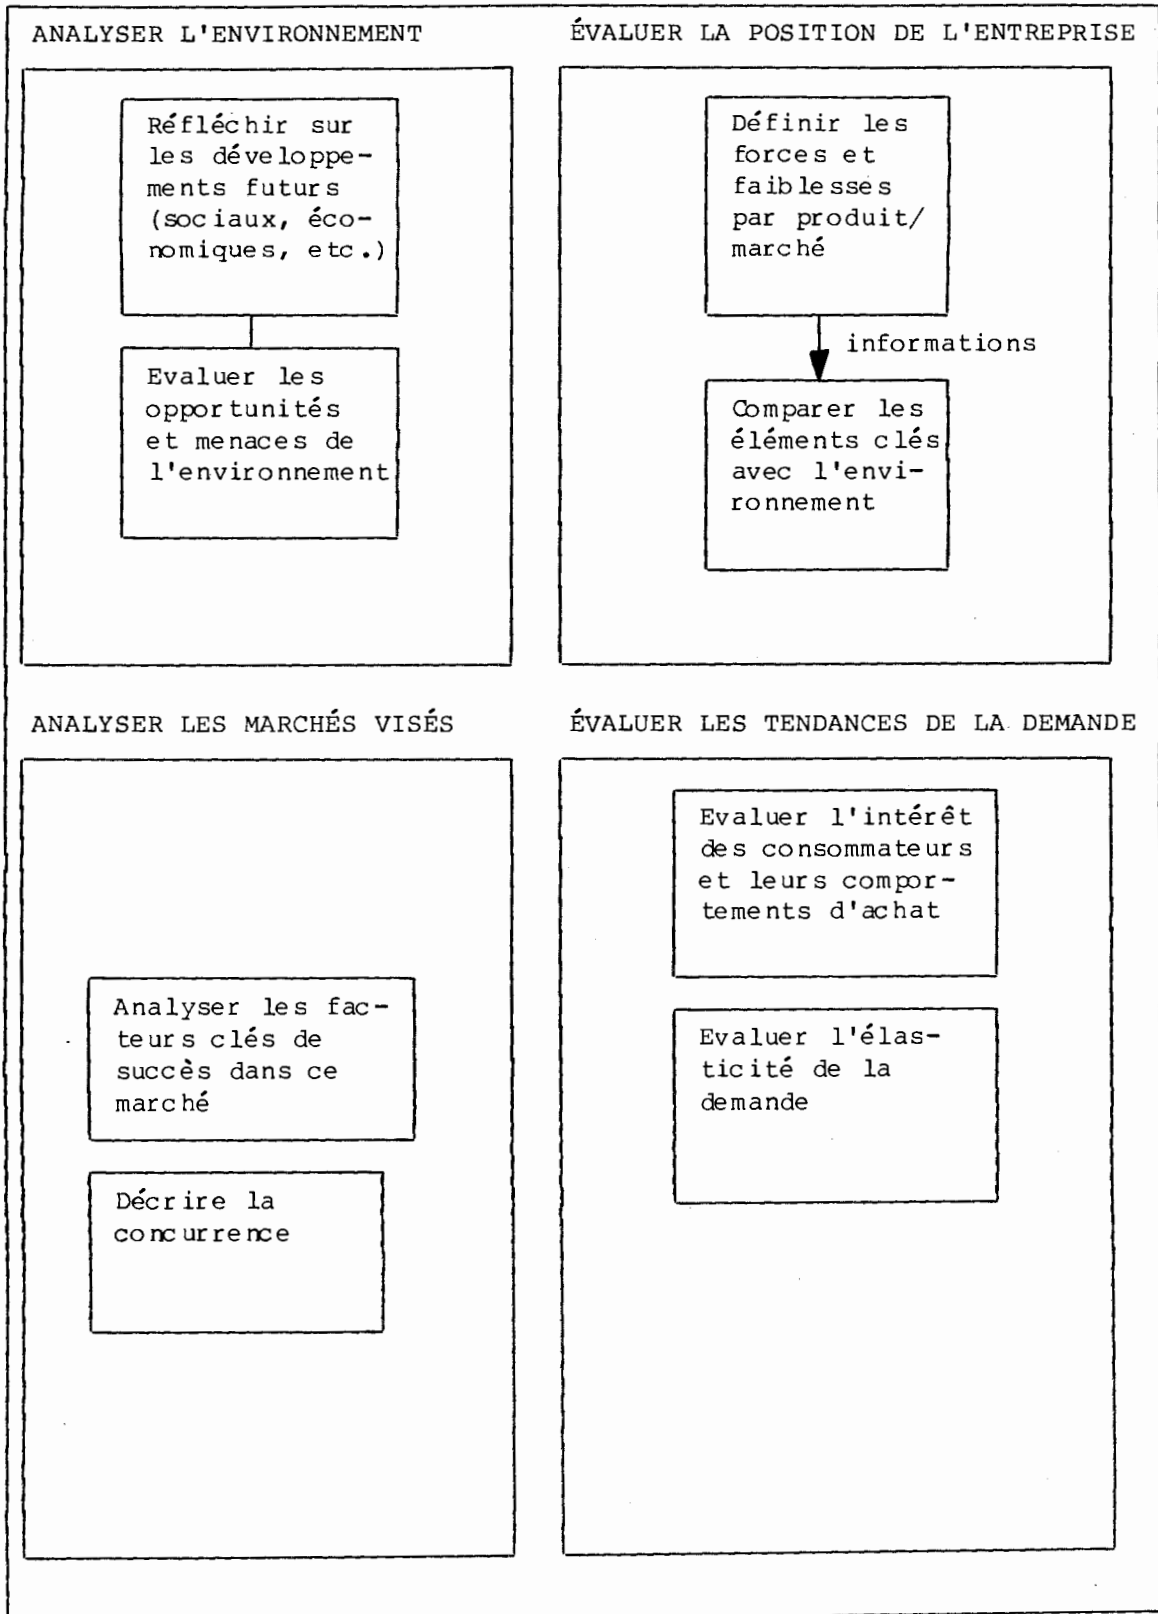 ANALYSER L'ENVIRONNEMENT
Réfléchir sur
les développe-
ments futurs
(sociaux, éco-
nomiques, etc.)
Evaluer les
opportunités
et menaces de
l'environnement
ÉVALUER LA POSITION DE L'ENTREPRISE
Définir les
forces et
faiblesses
par produit/
marché
informations
Comparer les
éléments clés
avec l'envi-
ronnement
ANALYSER LES MARCHÉS VISÉS
Analyser les fac-
teurs clés de
succès dans ce
marché
Décrire la
concurrence
ÉVALUER LES TENDANCES DE LA DEMANDE
Evaluer l'intérêt
des consommateurs
et leurs compor-
tements d'achat
Evaluer l'élas-
ticité de la
demande